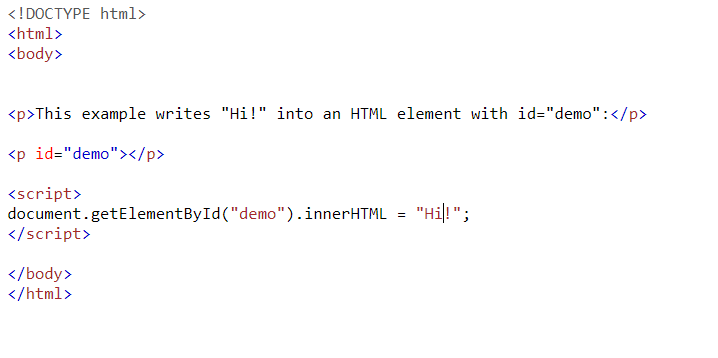 <!DOCTYPE html>
<html>
<body>
<p>This example writes "Hi!" into an HTML element with id="demo":</p>
<p id="demo"></p>
<script>
document.getElementById("demo").innerHTML = "Hi!";
</script>
</body>
</html>